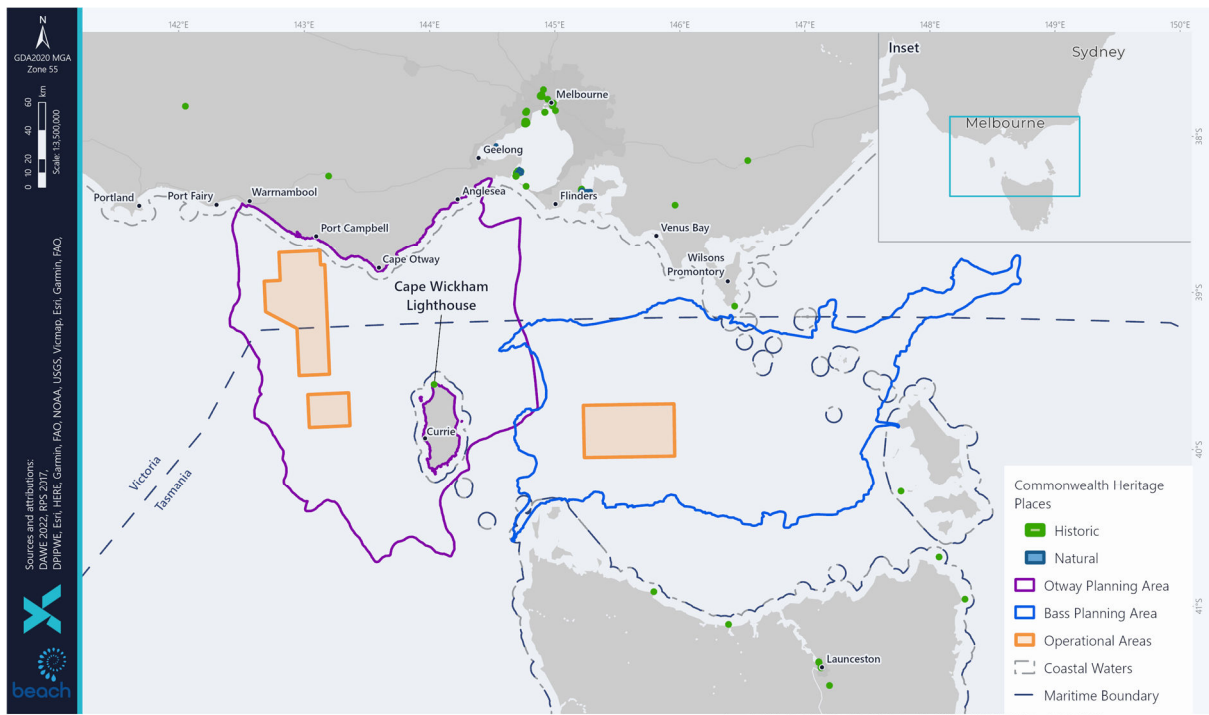 N
GDA2020 MGA
Zone 55
0 10 20 40 60
km
Scale: 1:3,500,000
Sources and attributions:
DAWE 2022, RPS 2017,
DPIPWE, Esri, HERE, Garmin, FAO, NOAA, USGS, Vicmap, Esri, Garmin, FAO,
beach
142°E 143°E 144°E 145°E 146°E 147°E 148°E 149°E 150°E
38°S
39°S
40°S
41°S
Inset
Sydney
Melbourne
Melbourne
Geelong
Portland
Port Fairy
Warrnambool
Anglesea
Flinders
Port Campbell
Venus Bay
Cape Otway
Wilsons
Promontory
Cape Wickham
Lighthouse
Currie
Victoria
Tasmania
Launceston
Commonwealth Heritage
Places
Historic
Natural
Otway Planning Area
Bass Planning Area
Operational Areas
Coastal Waters
Maritime Boundary